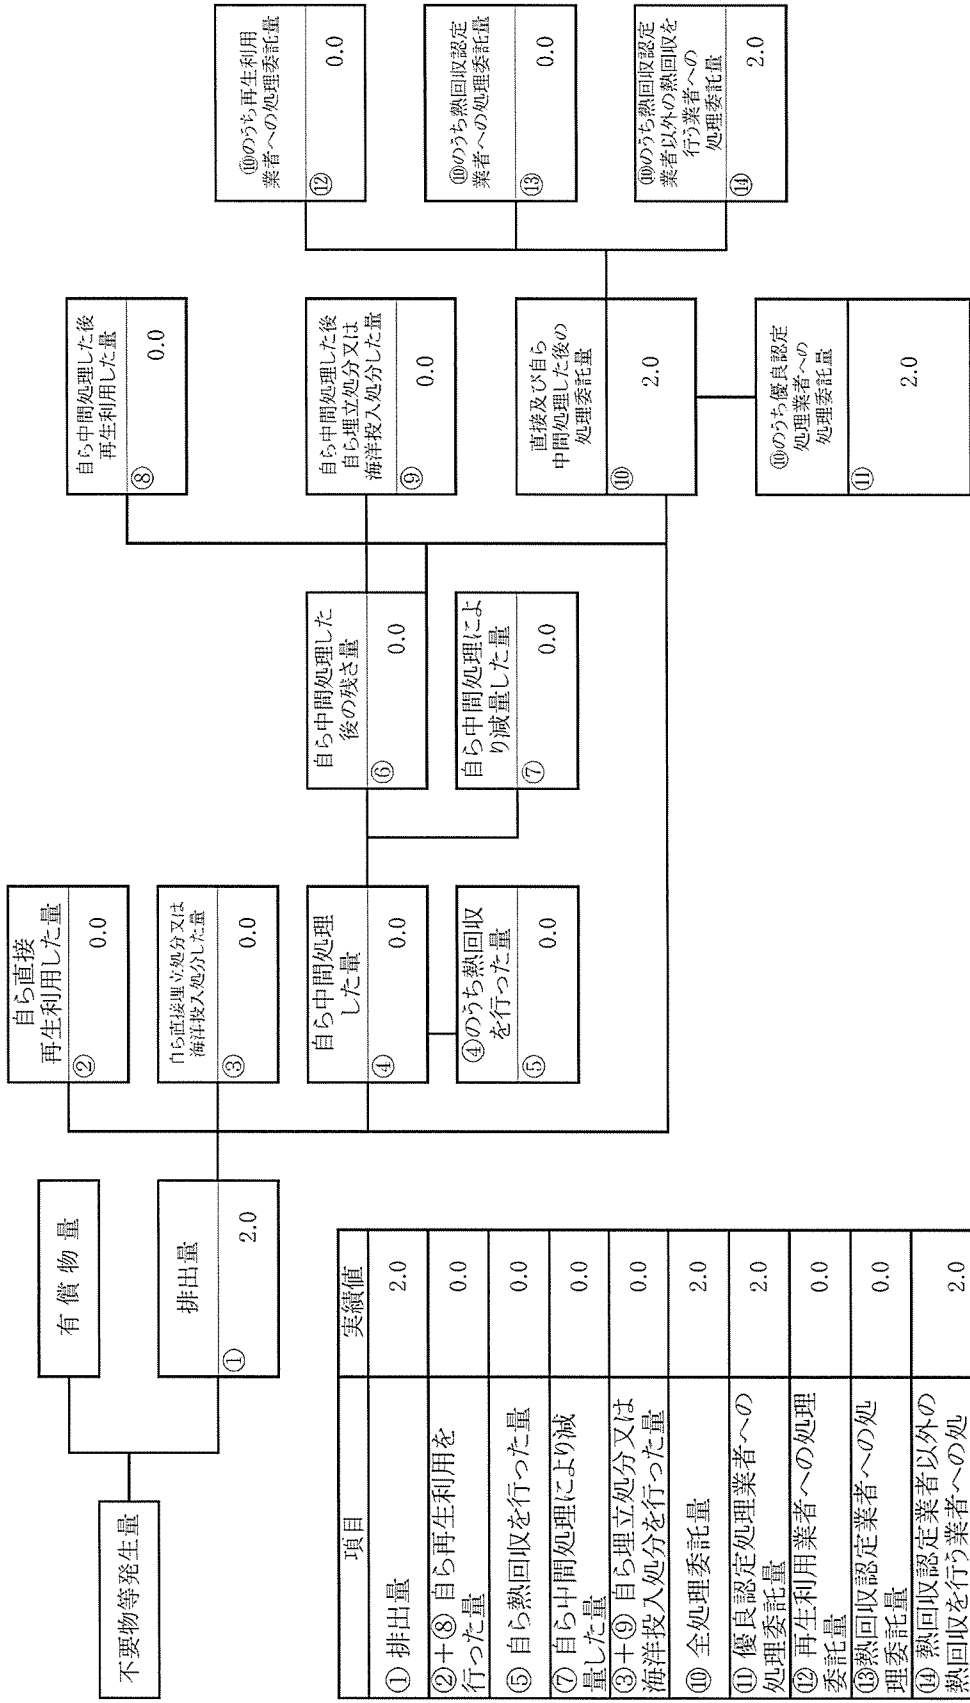 不要物等発生量
有償物量
排出量
① 2.0
自ら直接
再生利用した量
② 0.0
自ら直接埋立処分又は
海洋投入処分した量
③ 0.0
自ら中間処理
した量
④ 0.0
④のうち熱回収
を行った量
⑤ 0.0
自ら中間処理した
後の残さ量
⑥ 0.0
自ら中間処理によ
り減量した量
⑦ 0.0
自ら中間処理した後
再生利用した量
⑧ 0.0
自ら中間処理した後
自ら埋立処分又は
海洋投入処分した量
⑨ 0.0
直接及び自ら
中間処理した後の
処理委託量
⑩ 2.0
⑩のうち優良認定
処理業者への
処理委託量
⑪ 2.0
⑩のうち再生利用
業者への処理委託量
⑫ 0.0
⑩のうち熱回収認定
業者への処理委託量
⑬ 0.0
⑩のうち熱回収認定
業者以外の熱回収を
行う業者への
処理委託量
⑭ 2.0
項目 実績値
① 排出量 2.0
②+⑧ 自ら再生利用を
行った量 0.0
⑤ 自ら熱回収を行った量 0.0
⑦ 自ら中間処理により減
量した量 0.0
③+⑨ 自ら埋立処分又は
海洋投入処分を行った量 0.0
⑩ 全処理委託量 2.0
⑪ 優良認定処理業者への
処理委託量 2.0
⑫ 再生利用業者への処理
委託量 0.0
⑬熱回収認定業者への処
理委託量 0.0
⑭ 熱回収認定業者以外の
熱回収を行う業者への処 2.0